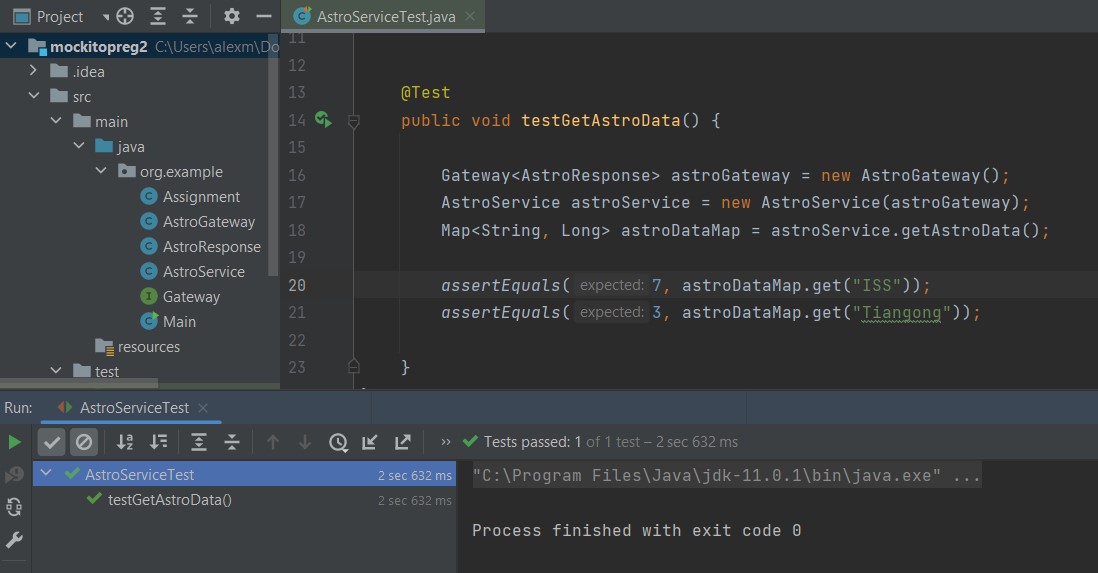 Project
AstroServiceTest.java
mockitopreg2 C:\Users\alexm\Do
.idea
src
main
java
org.example
Assignment
AstroGateway
AstroResponse
AstroService
Gateway
Main
resources
test
11
12
13 @Test
14 public void testGetAstroData() {
15
16 Gateway<AstroResponse> astroGateway = new AstroGateway();
17 AstroService astroService = new AstroService(astroGateway);
18 Map<String, Long> astroDataMap = astroService.getAstroData();
19
20 assertEquals( expected: 7, astroDataMap.get("ISS"));
21 assertEquals( expected: 3, astroDataMap.get("Tiangong"));
22
23 }
Run: AstroServiceTest
Tests passed: 1 of 1 test – 2 sec 632 ms
AstroServiceTest 2 sec 632 ms
testGetAstroData() 2 sec 632 ms
"C:\Program Files\Java\jdk-11.0.1\bin\java.exe" ...
Process finished with exit code 0